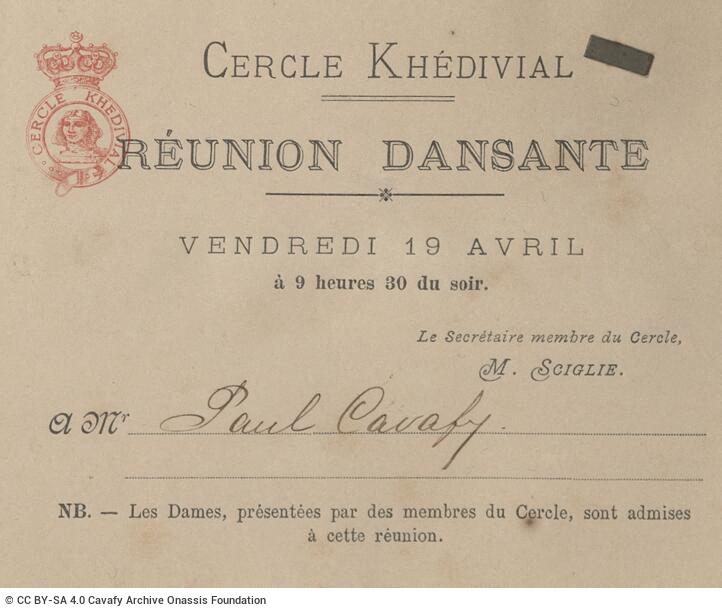 CERCLE KHÉDIVIAL
CERCLE KHEDIVIAL
RÉUNION DANSANTE
VENDREDI 19 AVRIL
à 9 heures 30 du soir.
Le Secrétaire membre du Cercle,
M. SCIGLIE.
A Mr Paul Cavafy.
NB. — Les Dames, présentées par des membres du Cercle, sont admises
à cette réunion.
© CC BY-SA 4.0 Cavafy Archive Onassis Foundation